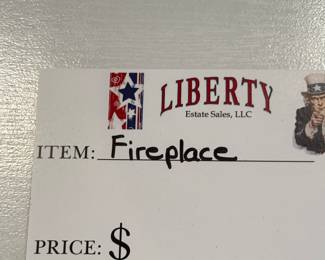 LIBERTY
Estate Sales, LLC
ITEM: Fireplace
PRICE: $